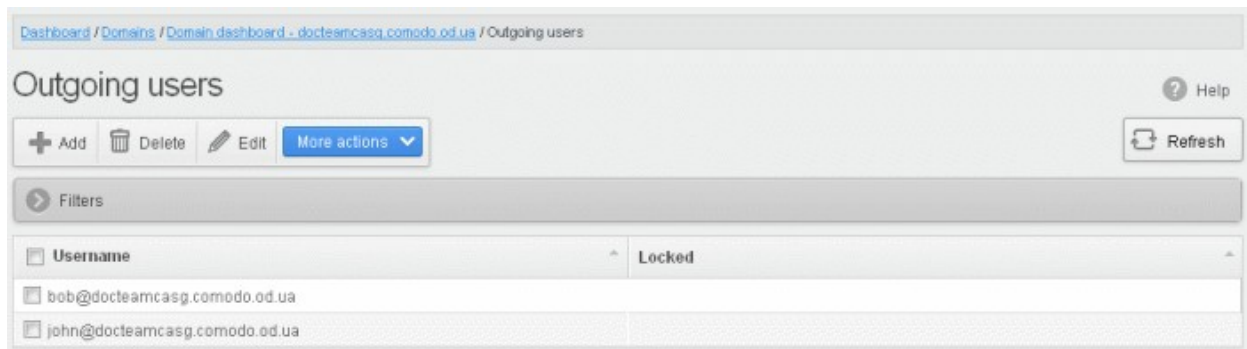 Dashboard / Domains / Domain dashboard - docteamcasg.comodo.od.ua / Outgoing users
Outgoing users
Help
Add Delete Edit More actions Refresh
Filters
Username Locked
bob@docteamcasg.comodo.od.ua
john@docteamcasg.comodo.od.ua